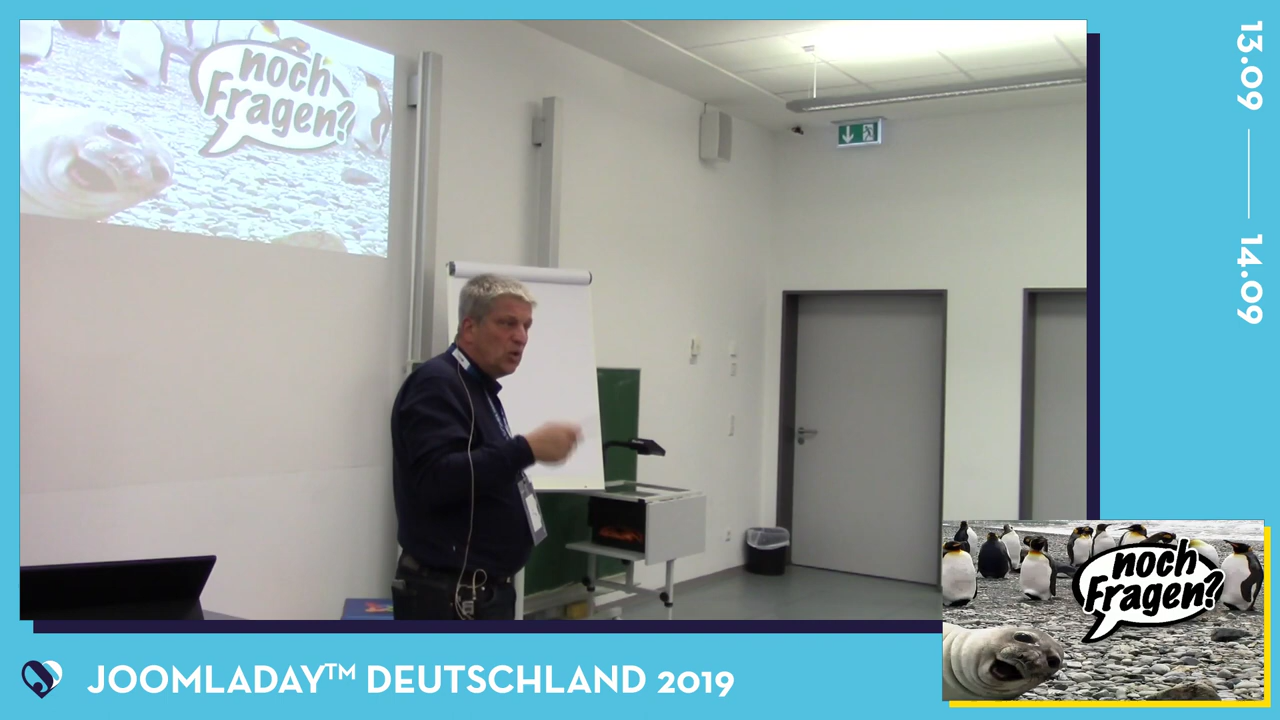 noch
Fragen?
13.09
14.09
noch
Fragen?
JOOMLADAY™ DEUTSCHLAND 2019